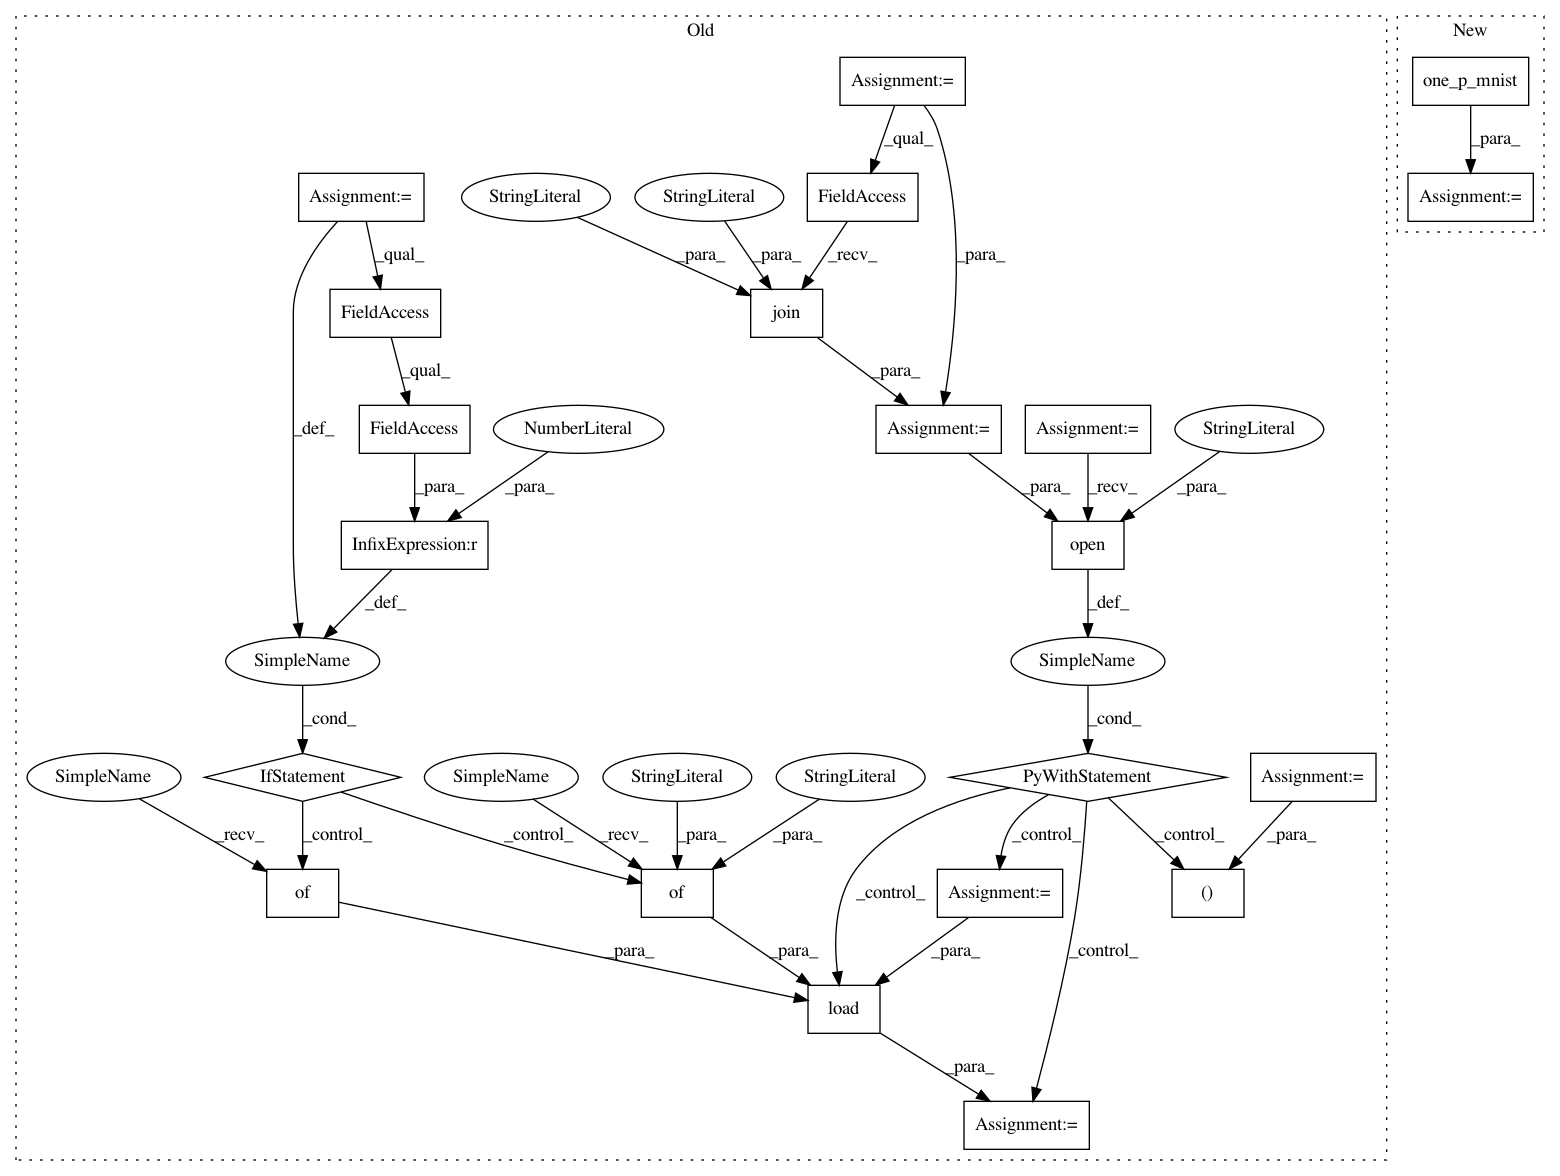 Old
New
Assignment:=
one_p_mnist
_qual_
_para_
Assignment:=
StringLiteral
StringLiteral
FieldAccess
Assignment:=
_qual_
_para_
_para_
_recv_
_para_
FieldAccess
join
_qual_
_para_
_def_
FieldAccess
NumberLiteral
Assignment:=
Assignment:=
StringLiteral
_para_
_para_
_para_
_recv_
_para_
InfixExpression:r
open
_def_
_def_
SimpleName
SimpleName
_cond_
_cond_
SimpleName
IfStatement
SimpleName
StringLiteral
StringLiteral
PyWithStatement
Assignment:=
_recv_
_control_
_control_
_recv_
_para_
_para_
_control_
_control_
_para_
of
of
_control_
Assignment:=
()
_para_
_para_
_para_
_control_
load
_para_
Assignment:=